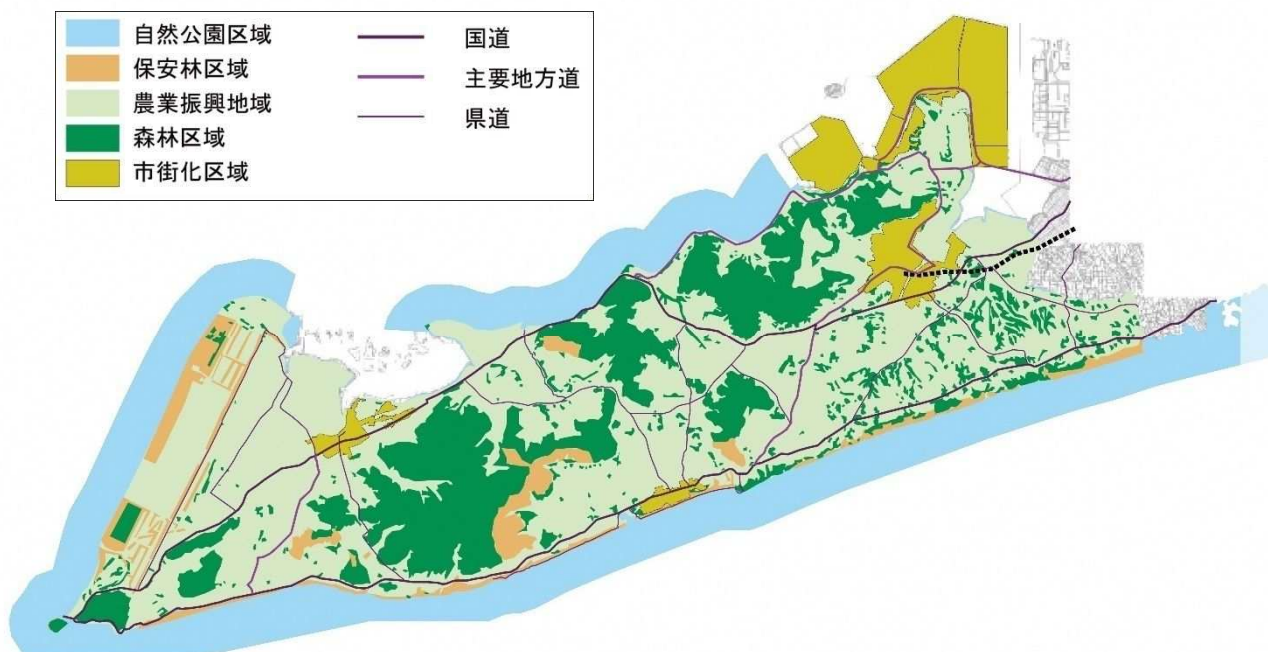 自然公園区域
保安林区域
農業振興地域
森林区域
市街化区域
国道
主要地方道
県道